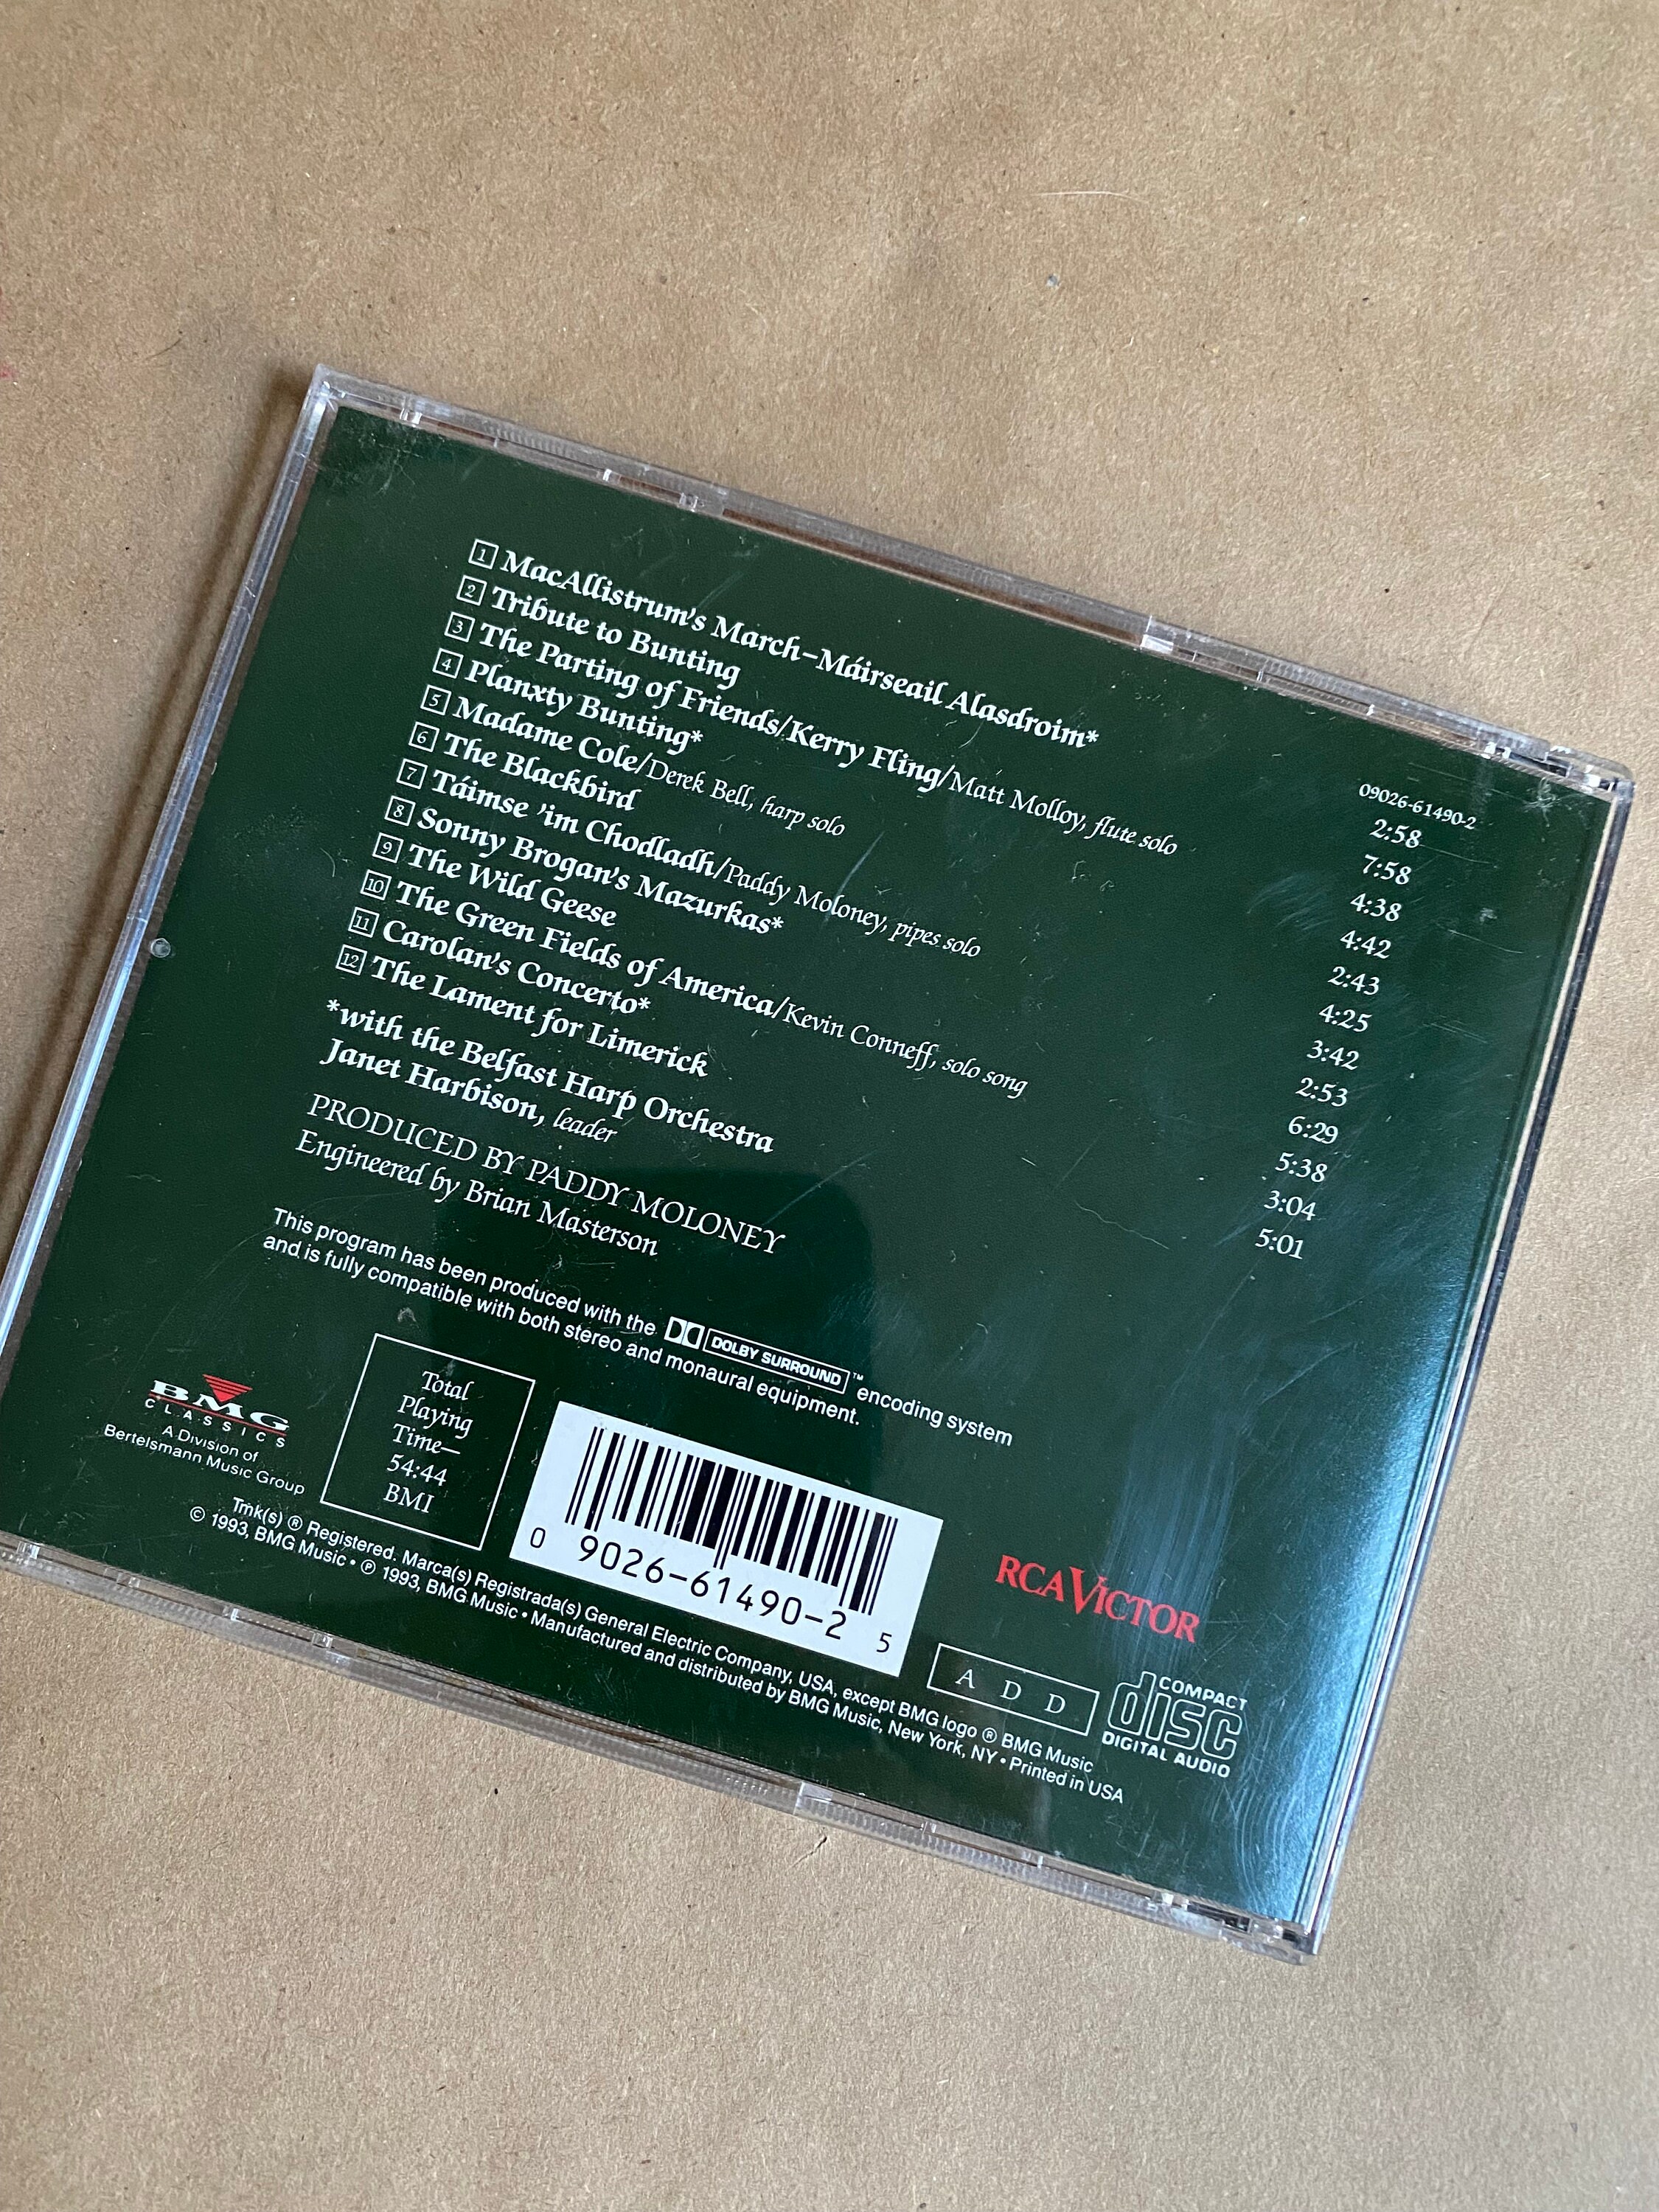 09026-61490-2
1 MacAllistrum's March–Máirseail Alasdroim* 2:58
2 Tribute to Bunting 7:58
3 The Parting of Friends/Kerry Fling/Matt Molloy, flute solo 4:38
4 Planxty Bunting* 4:42
5 Madame Cole/Derek Bell, harp solo 2:43
6 The Blackbird 4:25
7 Táimse 'im Chodladh/Paddy Moloney, pipes solo 3:42
8 Sonny Brogan's Mazurkas* 2:53
9 The Wild Geese 6:29
10 The Green Fields of America/Kevin Conneff, solo song 5:38
11 Carolan's Concerto* 3:04
12 The Lament for Limerick 5:01
*with the Belfast Harp Orchestra
Janet Harbison, leader
PRODUCED BY PADDY MOLONEY
Engineered by Brian Masterson
This program has been produced with the DOLBY SURROUND™ encoding system
and is fully compatible with both stereo and monaural equipment.
BMG
CLASSICS
A Division of
Bertelsmann Music Group
Total
Playing
Time–
54:44
BMI
0 9026-61490-2 5
RCA VICTOR
A D D
COMPACT
disc
DIGITAL AUDIO
Tmk(s) ® Registered. Marca(s) Registrada(s) General Electric Company, USA, except BMG logo ® BMG Music
© 1993, BMG Music • ℗ 1993, BMG Music • Manufactured and distributed by BMG Music, New York, NY • Printed in USA